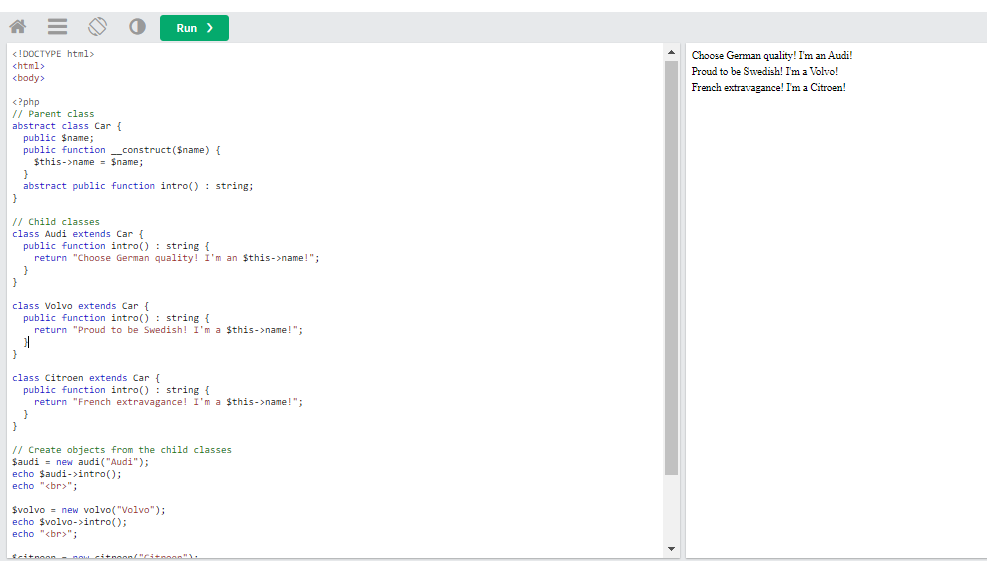 Run ❯
<!DOCTYPE html>
<html>
<body>

<?php
// Parent class
abstract class Car {
  public $name;
  public function __construct($name) {
    $this->name = $name;
  }
  abstract public function intro() : string;
}

// Child classes
class Audi extends Car {
  public function intro() : string {
    return "Choose German quality! I'm an $this->name!";
  }
}

class Volvo extends Car {
  public function intro() : string {
    return "Proud to be Swedish! I'm a $this->name!";
  }
}

class Citroen extends Car {
  public function intro() : string {
    return "French extravagance! I'm a $this->name!";
  }
}

// Create objects from the child classes
$audi = new audi("Audi");
echo $audi->intro();
echo "<br>";

$volvo = new volvo("Volvo");
echo $volvo->intro();
echo "<br>";

$citroen = new citroen("Citroen");
Choose German quality! I'm an Audi!
Proud to be Swedish! I'm a Volvo!
French extravagance! I'm a Citroen!